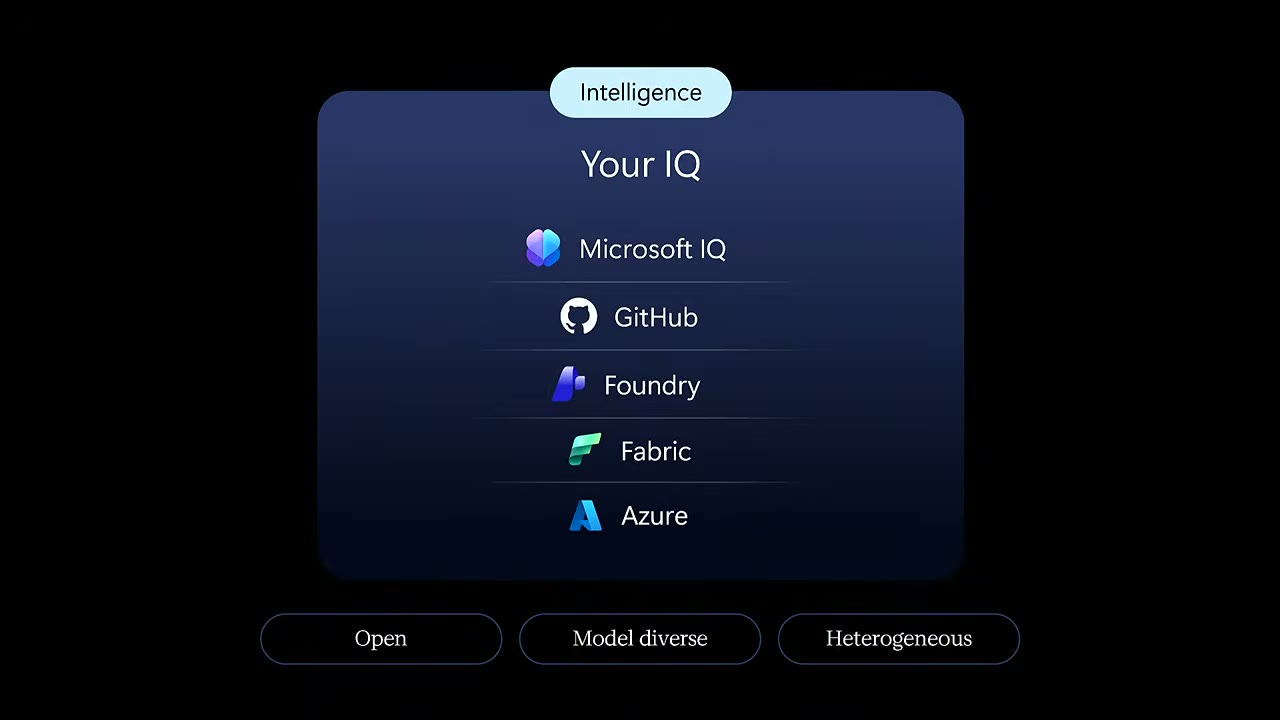 Intelligence
Your IQ
Microsoft IQ
GitHub
Foundry
Fabric
Azure
Open
Model diverse
Heterogeneous